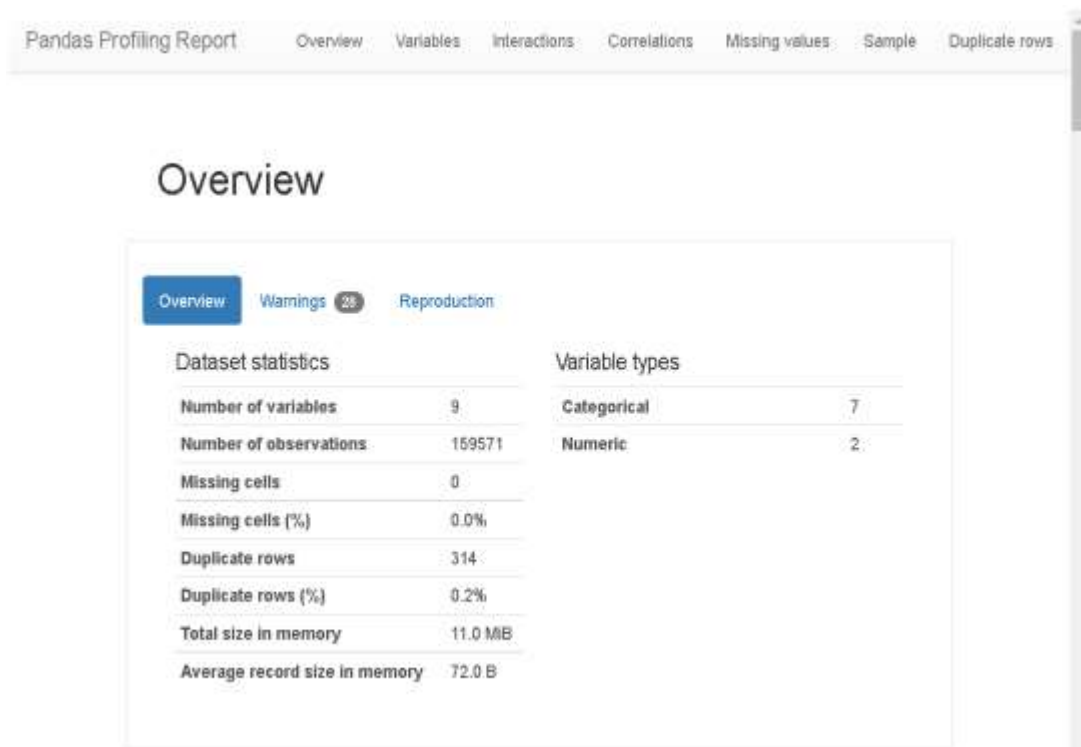 Pandas Profiling Report Overview Variables Interactions Correlations Missing values Sample Duplicate rows
Overview
Overview Warnings 28 Reproduction
Dataset statistics
Number of variables 9
Number of observations 159571
Missing cells 0
Missing cells (%) 0.0%
Duplicate rows 314
Duplicate rows (%) 0.2%
Total size in memory 11.0 MiB
Average record size in memory 72.0 B
Variable types
Categorical 7
Numeric 2